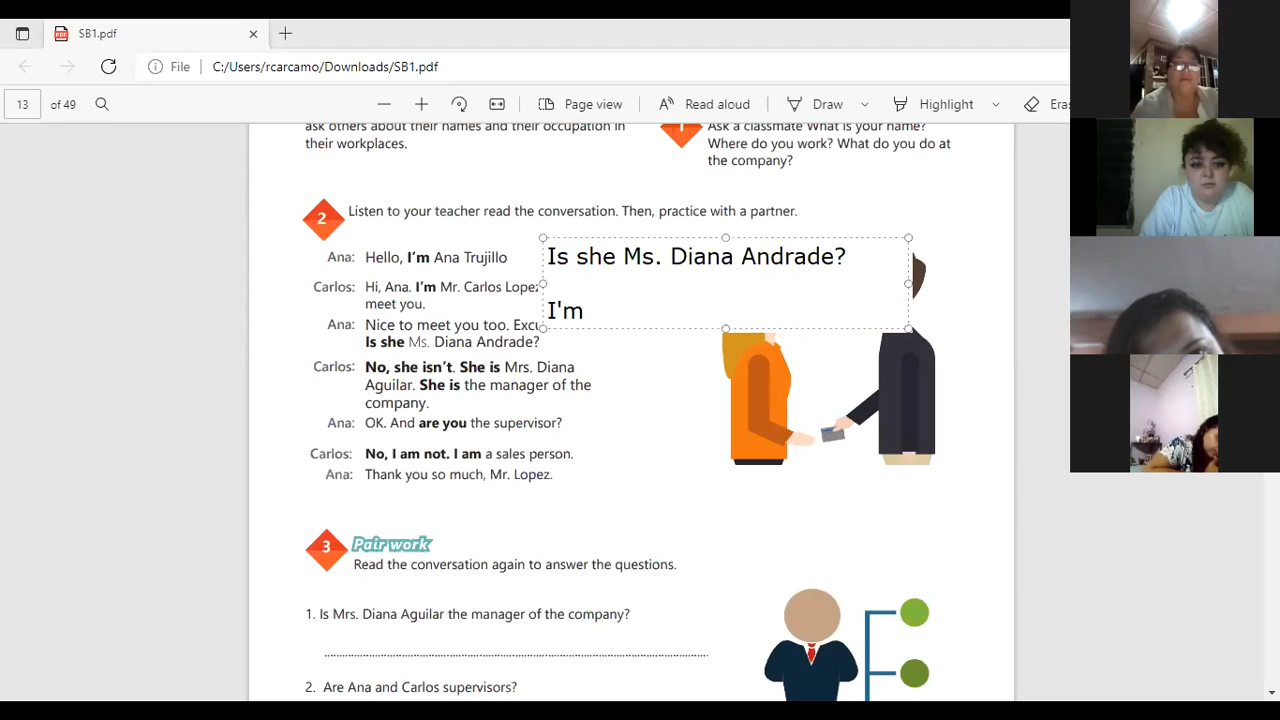 SB1.pdf
File C:/Users/rcarcamo/Downloads/SB1.pdf
13 of 49 Page view Read aloud Draw Highlight
ask others about their names and their occupation in
their workplaces.
1
Ask a classmate What is your name?
Where do you work? What do you do at
the company?
2 Listen to your teacher read the conversation. Then, practice with a partner.
Ana: Hello, I'm Ana Trujillo
Carlos: Hi, Ana. I'm Mr. Carlos Lopez
meet you.
Ana: Nice to meet you too.
Is she Ms. Diana Andrade?
Carlos: No, she isn't. She is Mrs. Diana
Aguilar. She is the manager of the
company.
Ana: OK. And are you the supervisor?
Carlos: No, I am not. I am a sales person.
Ana: Thank you so much, Mr. Lopez.
Is she Ms. Diana Andrade?
I'm
3 Pair work
Read the conversation again to answer the questions.
1. Is Mrs. Diana Aguilar the manager of the company?
2. Are Ana and Carlos supervisors?